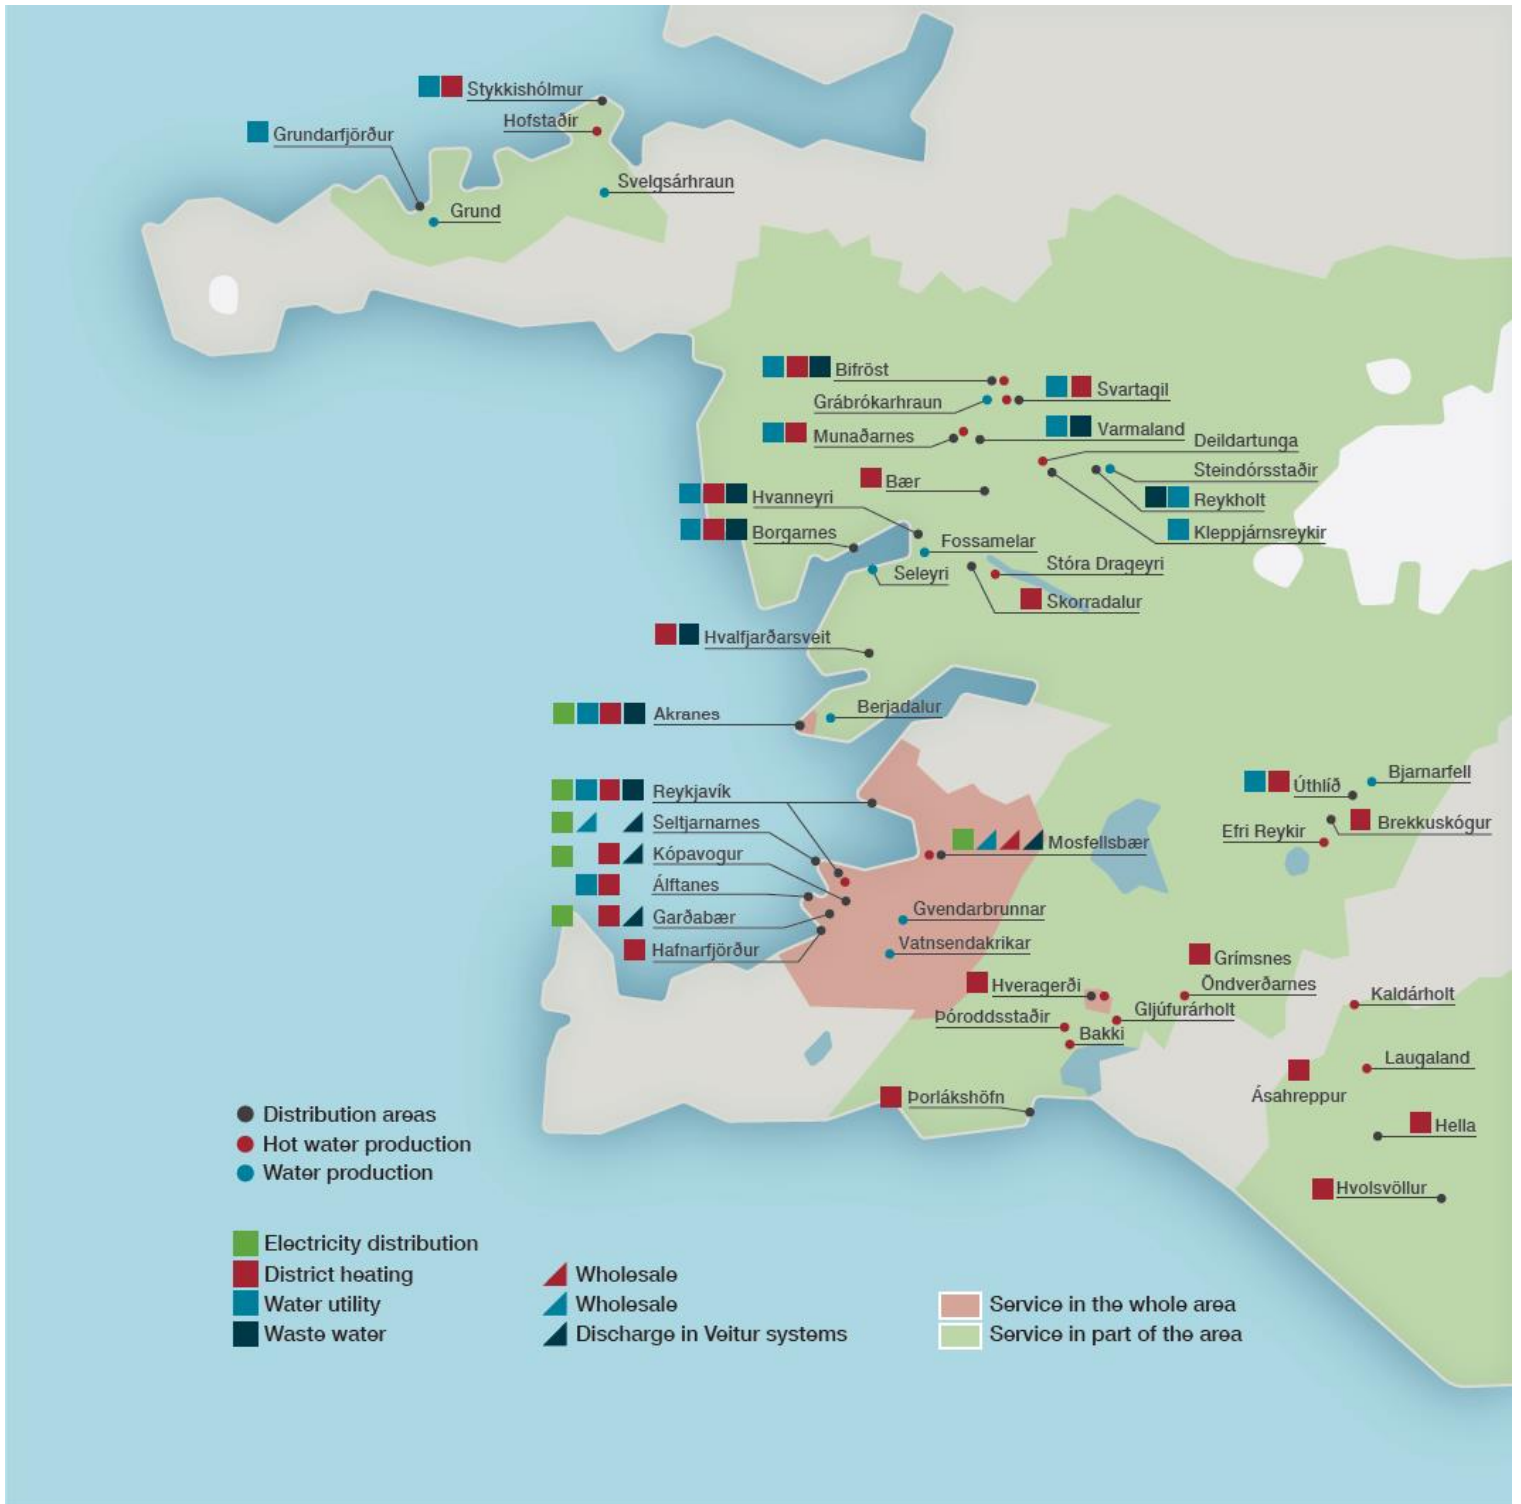 Stykkishólmur
Hofstaðir
Grundarfjörður
Svelgsárhraun
Grund
Bifröst
Svartagil
Grábrókarhraun
Varmaland
Munaðarnes
Deildartunga
Steindórsstaðir
Bær
Reykholt
Hvanneyri
Kleppjárnsreykir
Borgarnes
Fossamelar
Stóra Drageyri
Seleyri
Skorradalur
Hvalfjarðarsveit
Berjadalur
Akranes
Bjarnarfell
Úthlíð
Reykjavík
Seltjarnarnes
Brekkuskógur
Efri Reykir
Mosfellsbær
Kópavogur
Álftanes
Gvendarbrunnar
Garðabær
Vatnsendakrikar
Hafnarfjörður
Grímsnes
Hveragerði
Öndverðarnes
Kaldárholt
Gljúfurárholt
Þóroddsstaðir
Bakki
Laugaland
Ásahreppur
Þorlákshöfn
Hella
Hvolsvöllur
Distribution areas
Hot water production
Water production
Electricity distribution
District heating
Water utility
Waste water
Wholesale
Wholesale
Discharge in Veitur systems
Service in the whole area
Service in part of the area